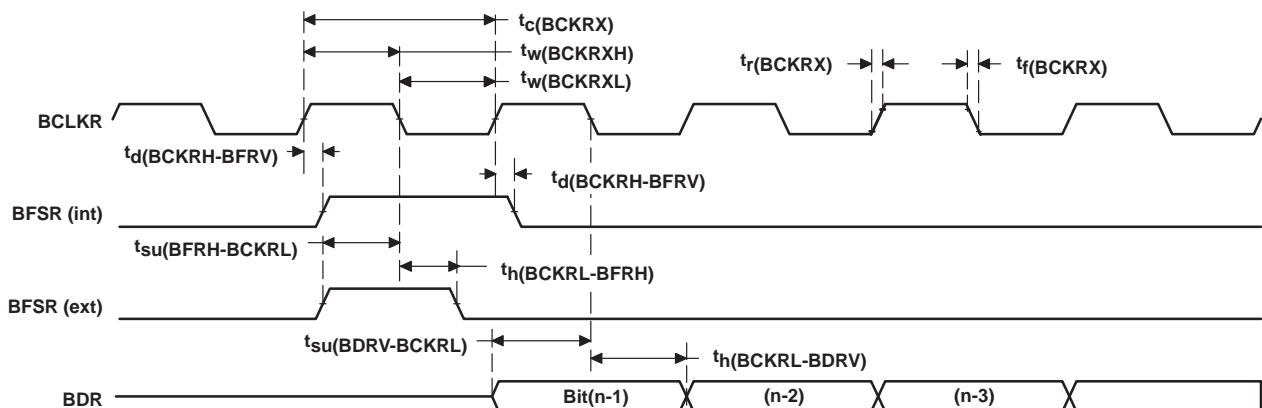 tc(BCKRX)
tw(BCKRXH)
tr(BCKRX)
tf(BCKRX)
tw(BCKRXL)
BCLKR
td(BCKRH-BFRV)
td(BCKRH-BFRV)
BFSR (int)
tsu(BFRH-BCKRL)
th(BCKRL-BFRH)
BFSR (ext)
tsu(BDRV-BCKRL)
th(BCKRL-BDRV)
BDR
Bit(n-1)
(n-2)
(n-3)